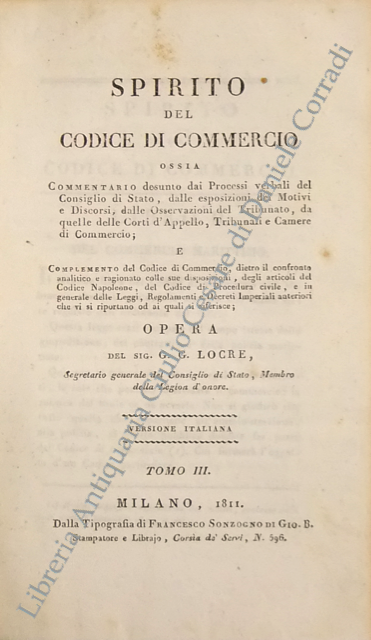 SPIRITO
DEL
CODICE DI COMMERCIO
OSSIA
COMMENTARIO desunto dai Processi verbali del
Consiglio di Stato, dalle esposizioni de' Motivi
e Discorsi, dalle Osservazioni del Tribunato, da
quelle delle Corti d'Appello, Tribunali e Camere
di Commercio;
E
COMPLEMENTO del Codice di Commercio, dietro il confronto
analitico e ragionato colle sue disposizioni, degli articoli del
Codice Napoleone, del Codice di Procedura civile, e in
generale delle Leggi, Regolamenti e Decreti Imperiali anteriori
che vi si riportano od ai quali si riferisce;
OPERA
DEL SIG. G. G. LOCRE,
Segretario generale del Consiglio di Stato, Membro
della Legion d'onore.
VERSIONE ITALIANA
TOMO III.
MILANO, 1811.
Dalla Tipografia di FRANCESCO SONZOGNO DI GIO. B.
Stampatore e Librajo, Corsia de' Servi, N. 596.
Libreria Antiquaria Giulio Cesare di Daniele Corradi